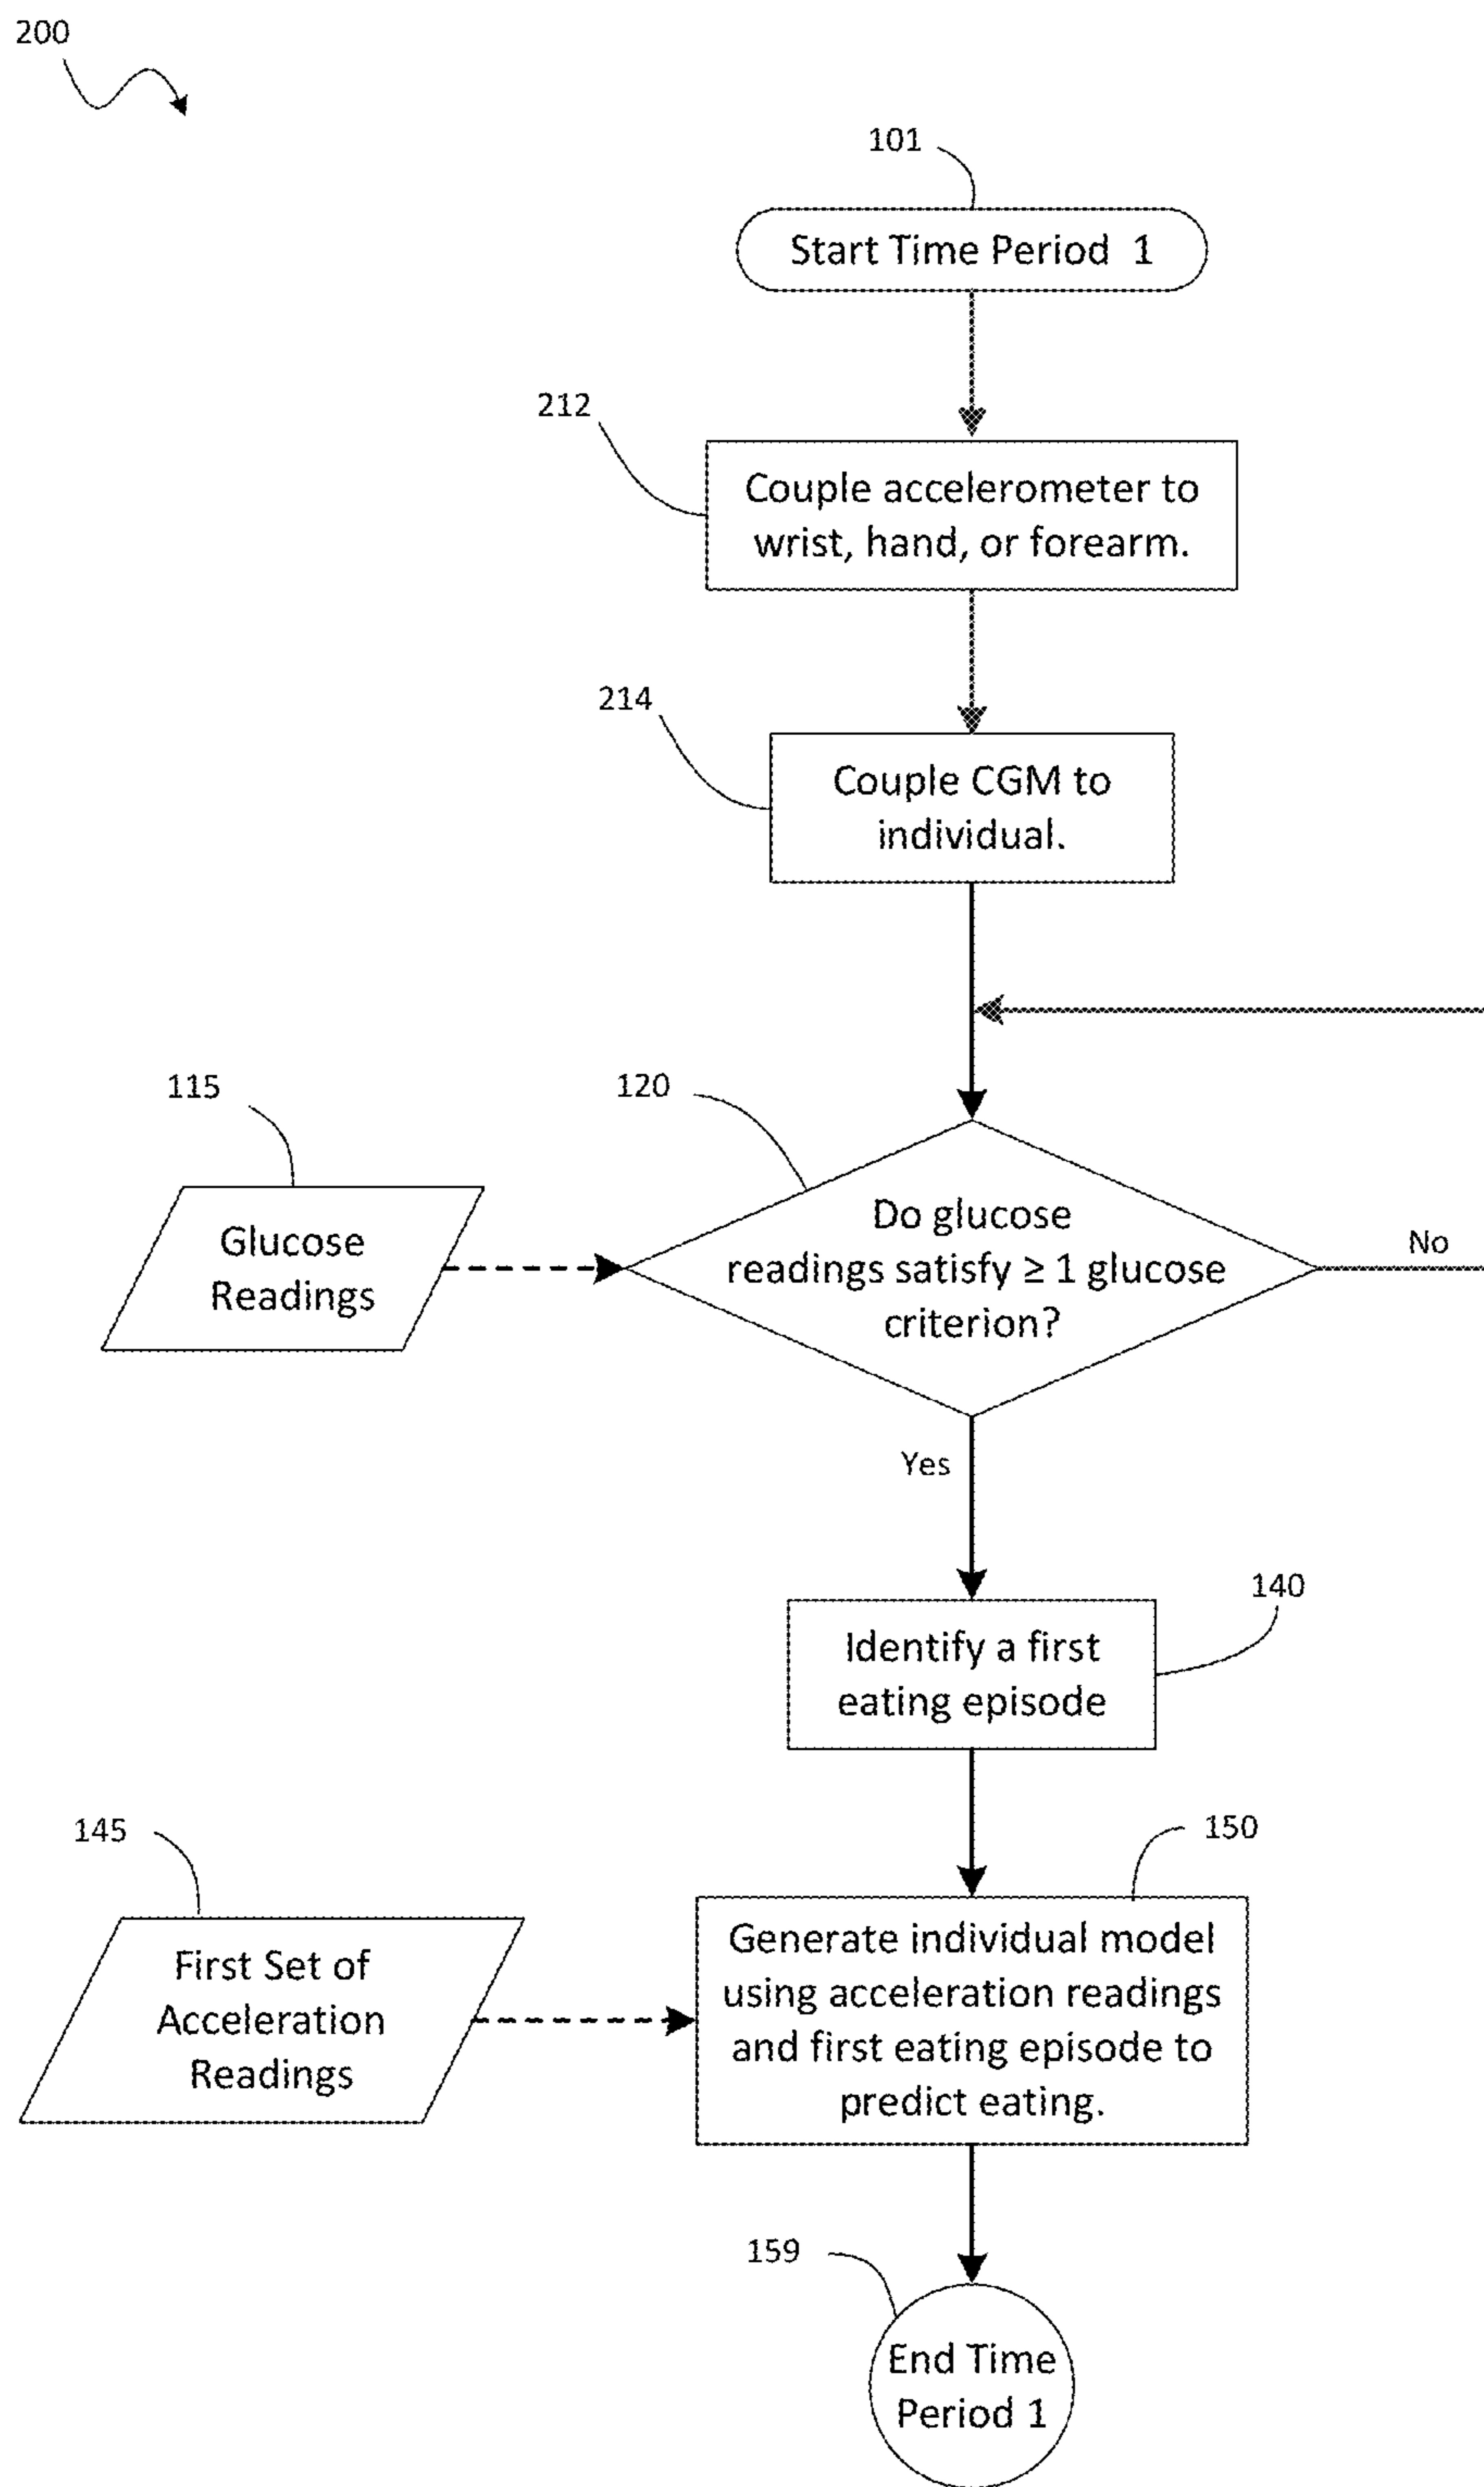 200
101
Start Time Period 1
212
Couple accelerometer to
wrist, hand, or forearm.
214
Couple CGM to
individual.
115
120
Glucose
Readings
Do glucose
readings satisfy ≥ 1 glucose
criterion?
No
Yes
140
Identify a first
eating episode
145
150
First Set of
Acceleration
Readings
Generate individual model
using acceleration readings
and first eating episode to
predict eating.
159
End Time
Period 1